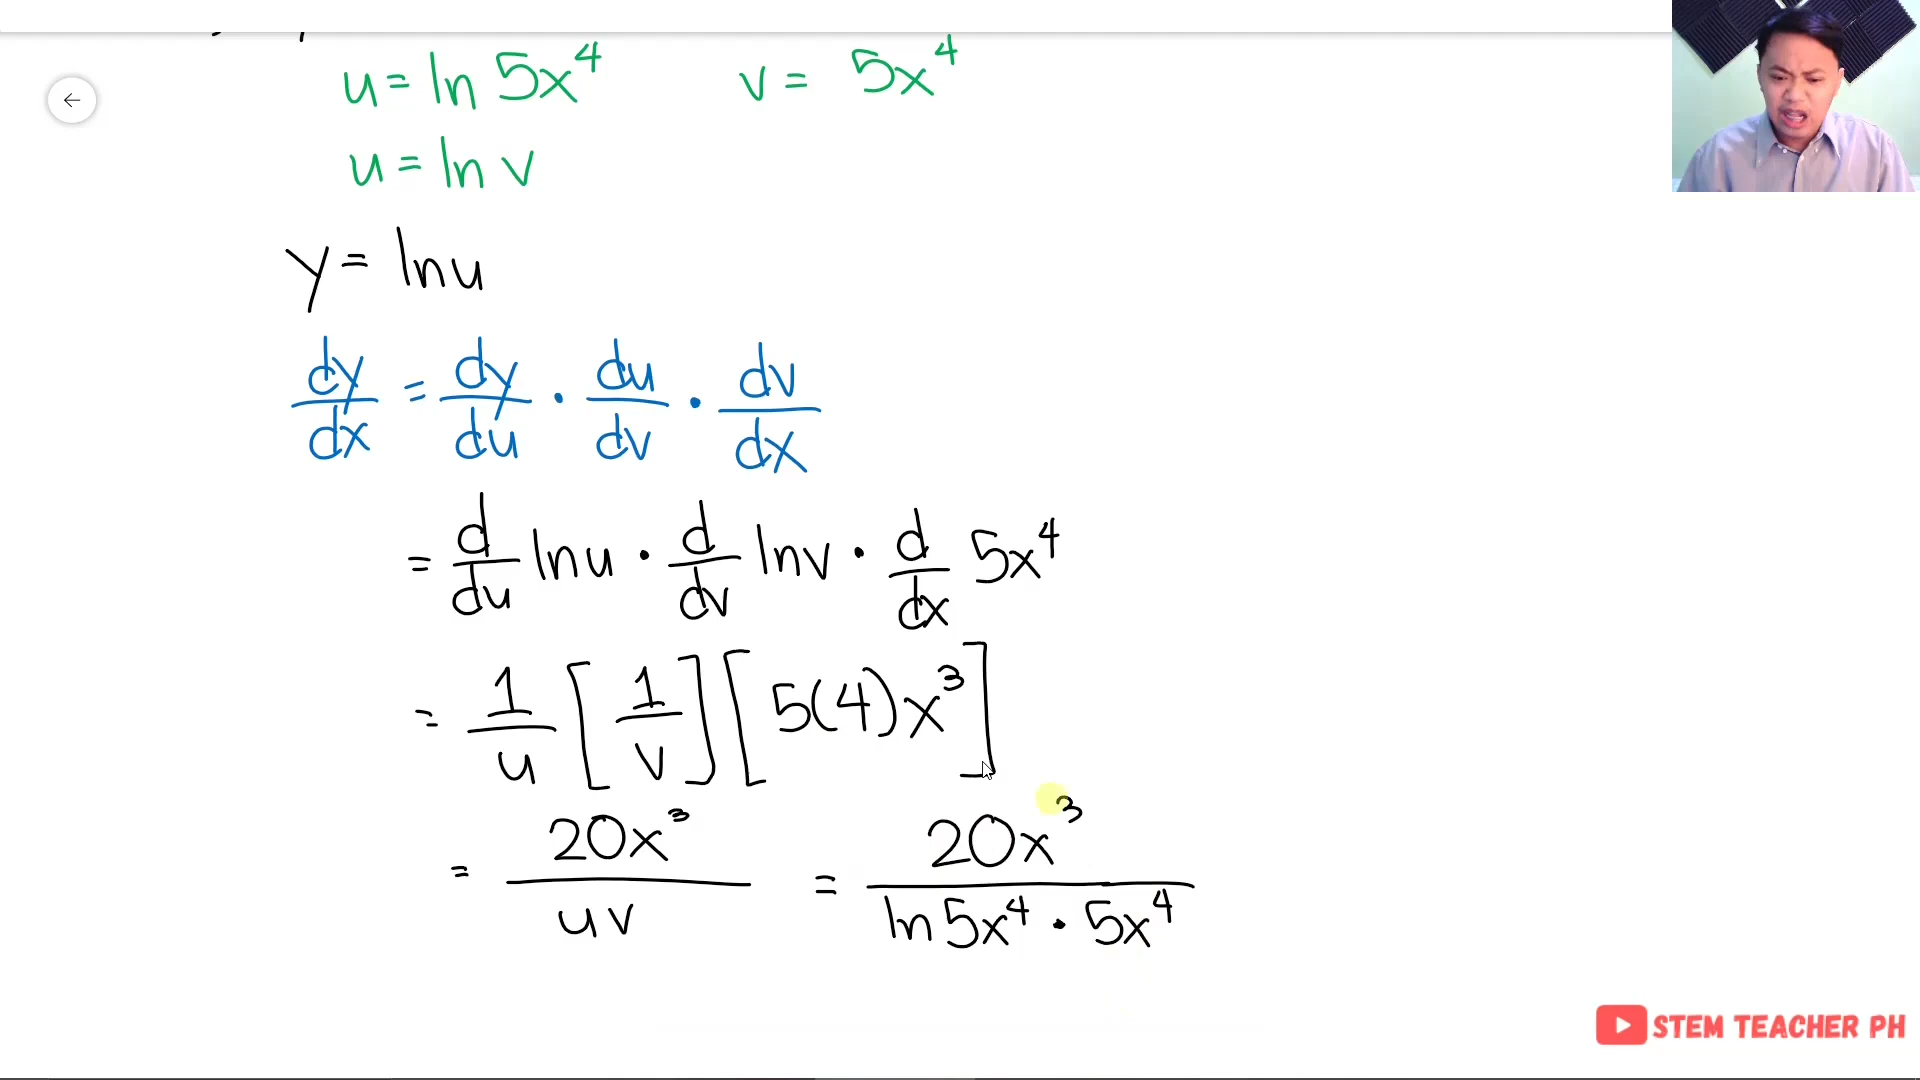 u = ln 5x⁴ v = 5x⁴
u = ln v
y = ln u
dy/dx = dy/du · du/dv · dv/dx
= d/du ln u · d/dv ln v · d/dx 5x⁴
= 1/u [1/v] [5(4)x³]
= 20x³/uv = 20x³/ln 5x⁴ · 5x⁴
STEM TEACHER PH